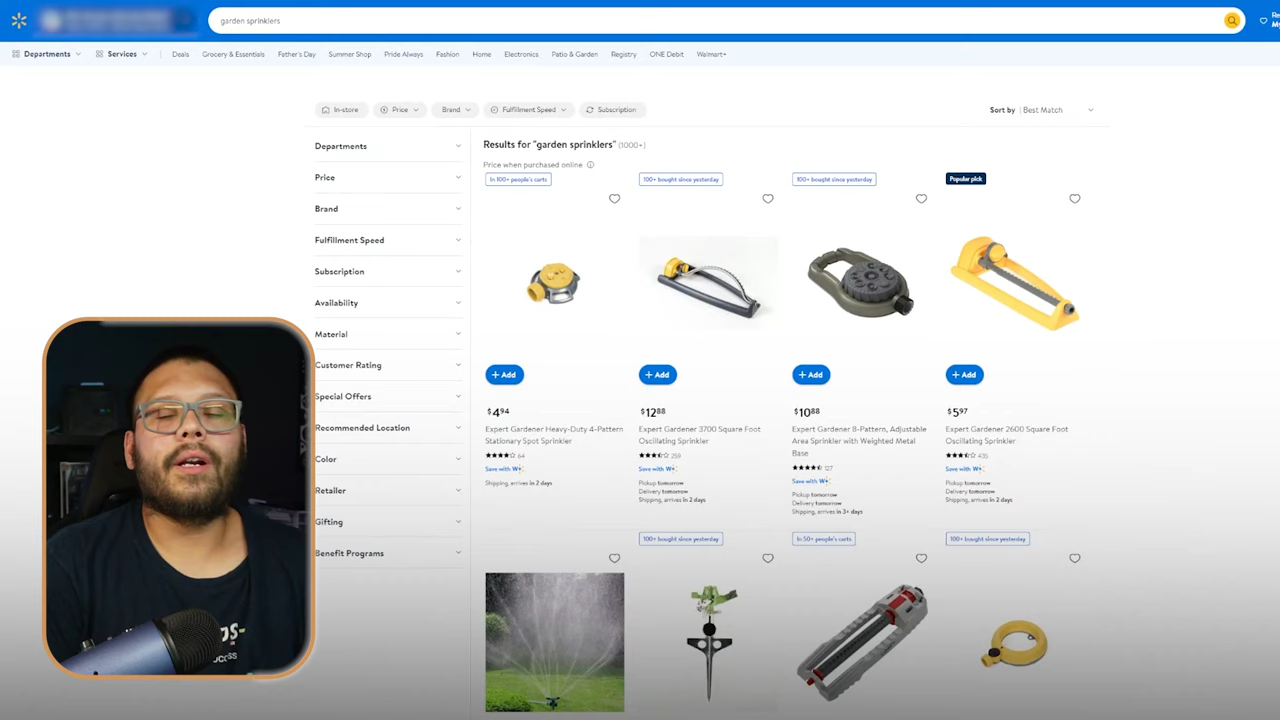 garden sprinklers
Departments Services Deals Grocery & Essentials Father's Day Summer Shop Pride Always Fashion Home Electronics Patio & Garden Registry ONE Debit Walmart+
In-store Price Brand Fulfillment Speed Subscription Sort by Best Match
Departments
Price
Brand
Fulfillment Speed
Subscription
Availability
Material
Customer Rating
Special Offers
Recommended Location
Color
Retailer
Gifting
Benefit Programs
Results for "garden sprinklers" (1000+)
Price when purchased online
In 100+ people's carts
+ Add
$4.94
Expert Gardener Heavy-Duty 4-Pattern
Stationary Spot Sprinkler
64
Save with W+
Shipping, arrives in 2 days
100+ bought since yesterday
+ Add
$12.88
Expert Gardener 3700 Square Foot
Oscillating Sprinkler
259
Save with W+
Pickup tomorrow
Delivery tomorrow
Shipping, arrives in 2 days
100+ bought since yesterday
+ Add
$10.88
Expert Gardener 8-Pattern, Adjustable
Area Sprinkler with Weighted Metal
Base
127
Save with W+
Pickup tomorrow
Delivery tomorrow
Shipping, arrives in 3+ days
Popular pick
+ Add
$5.97
Expert Gardener 2600 Square Foot
Oscillating Sprinkler
435
Save with W+
Pickup tomorrow
Delivery tomorrow
Shipping, arrives in 2 days
100+ bought since yesterday
In 50+ people's carts
100+ bought since yesterday